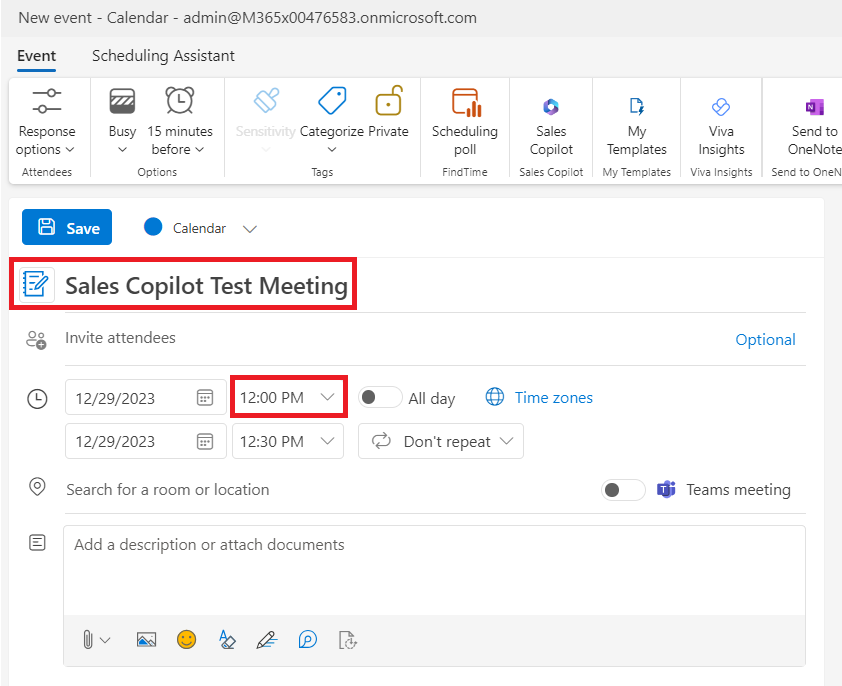 New event - Calendar - admin@M365x00476583.onmicrosoft.com
Event Scheduling Assistant
Response options
Attendees
Busy
15 minutes before
Options
Sensitivity
Categorize
Private
Tags
Scheduling poll
FindTime
Sales Copilot
Sales Copilot
My Templates
My Templates
Viva Insights
Viva Insights
Send to OneNote
Send to OneN
Save Calendar
Sales Copilot Test Meeting
Invite attendees Optional
12/29/2023 12:00 PM All day Time zones
12/29/2023 12:30 PM Don't repeat
Search for a room or location Teams meeting
Add a description or attach documents